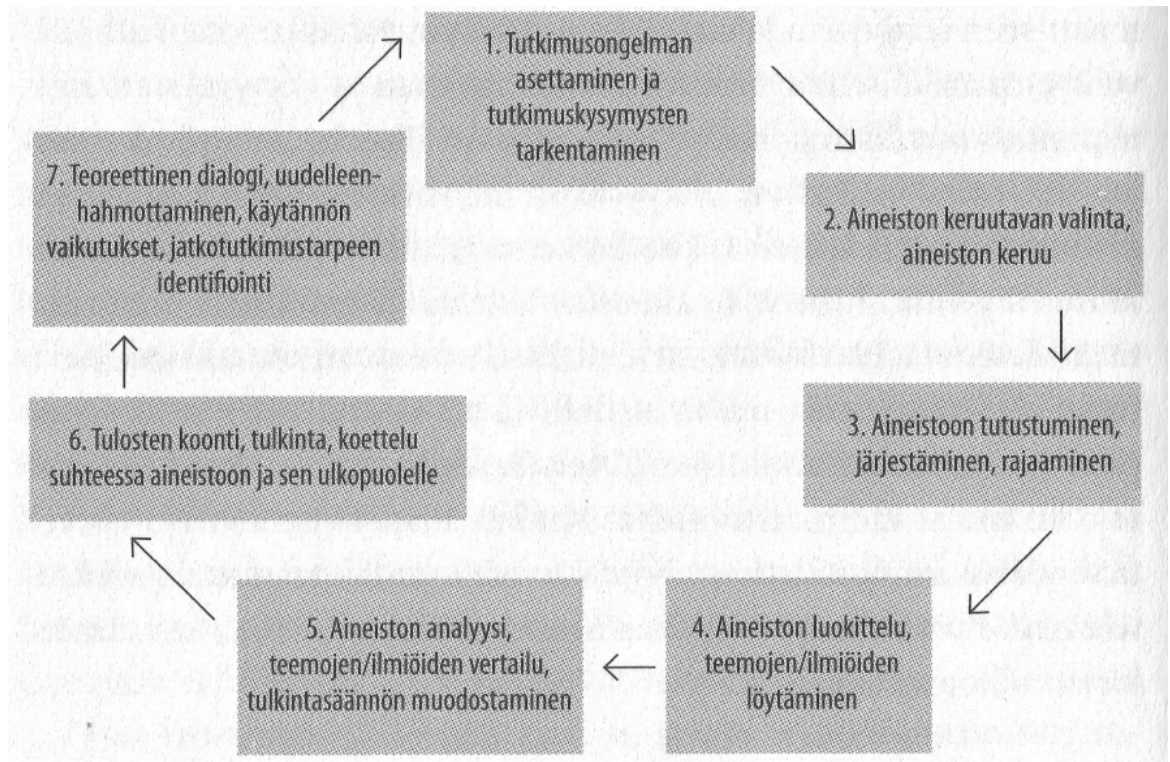 1. Tutkimusongelman
asettaminen ja
tutkimuskysymysten
tarkentaminen
2. Aineiston keruutavan valinta,
aineiston keruu
3. Aineistoon tutustuminen,
järjestäminen, rajaaminen
4. Aineiston luokittelu,
teemojen/ilmiöiden
löytäminen
5. Aineiston analyysi,
teemojen/ilmiöiden vertailu,
tulkintasäännön muodostaminen
6. Tulosten koonti, tulkinta, koettelu
suhteessa aineistoon ja sen ulkopuolelle
7. Teoreettinen dialogi, uudelleen-
hahmottaminen, käytännön
vaikutukset, jatkotutkimustarpeen
identifiointi